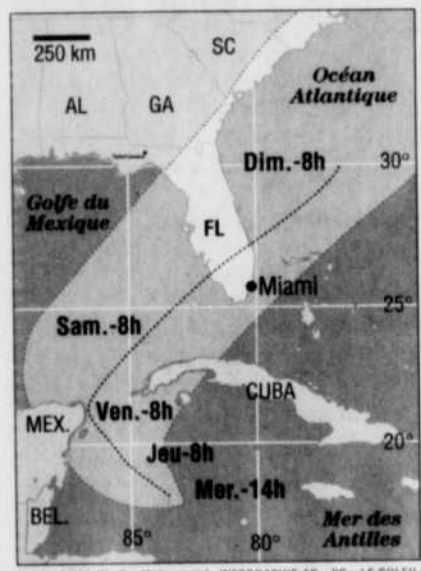 250 km
SC
Océan
Atlantique
AL
GA
Dim.-8h
30°
Golfe du
Mexique
FL
Miami
25°
Sam.-8h
CUBA
MEX.
Ven.-8h
20°
Jeu-8h
Mer.-14h
BEL.
Mer des
Antilles
85°
80°